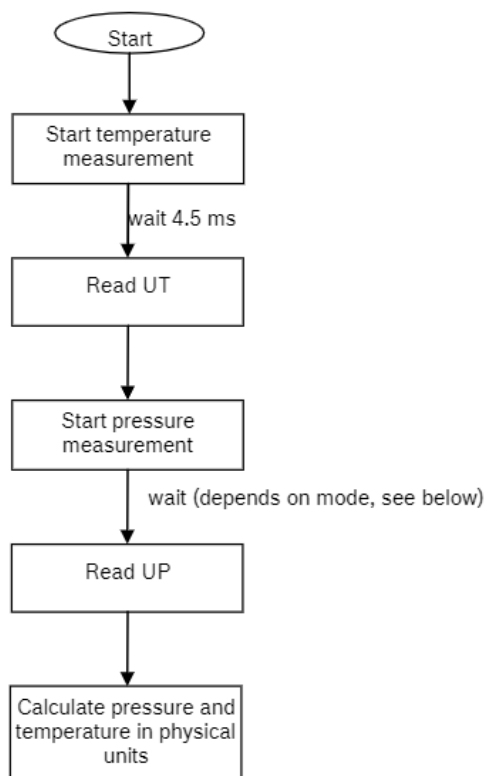 Start
Start temperature
measurement
wait 4.5 ms
Read UT
Start pressure
measurement
wait (depends on mode, see below)
Read UP
Calculate pressure and
temperature in physical
units